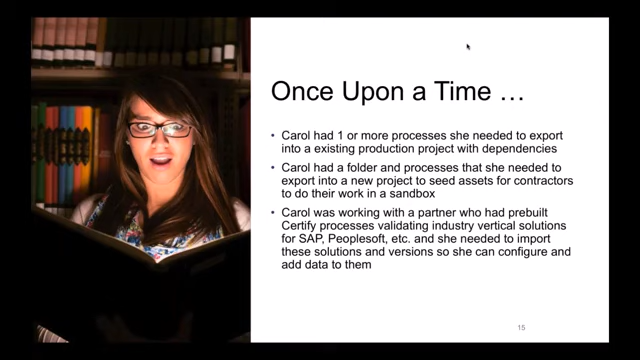 Once Upon a Time …
• Carol had 1 or more processes she needed to export
into a existing production project with dependencies
• Carol had a folder and processes that she needed to
export into a new project to seed assets for contractors
to do their work in a sandbox
• Carol was working with a partner who had prebuilt
Certify processes validating industry vertical solutions
for SAP, Peoplesoft, etc. and she needed to import
these solutions and versions so she can configure and
add data to them
15